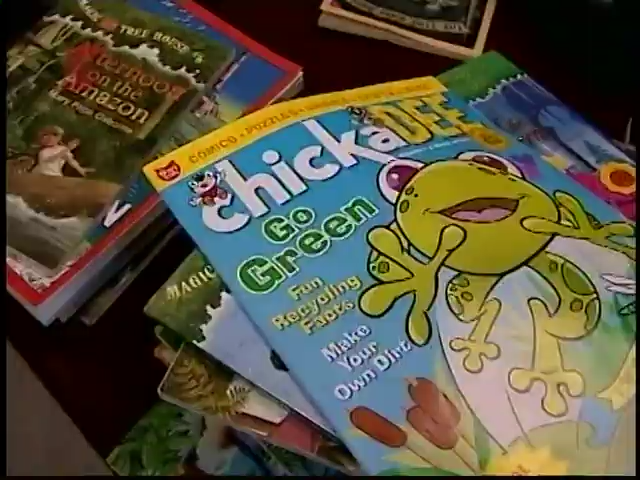 TREE HOUSE #6
Afternoon
on the
Amazon
Mary Pope Osborne
COMICS • PUZZLES •
chickaDEE
Go
Green
Fun
Recycling
Facts
Make
Your
Own Dirt
MAGIC